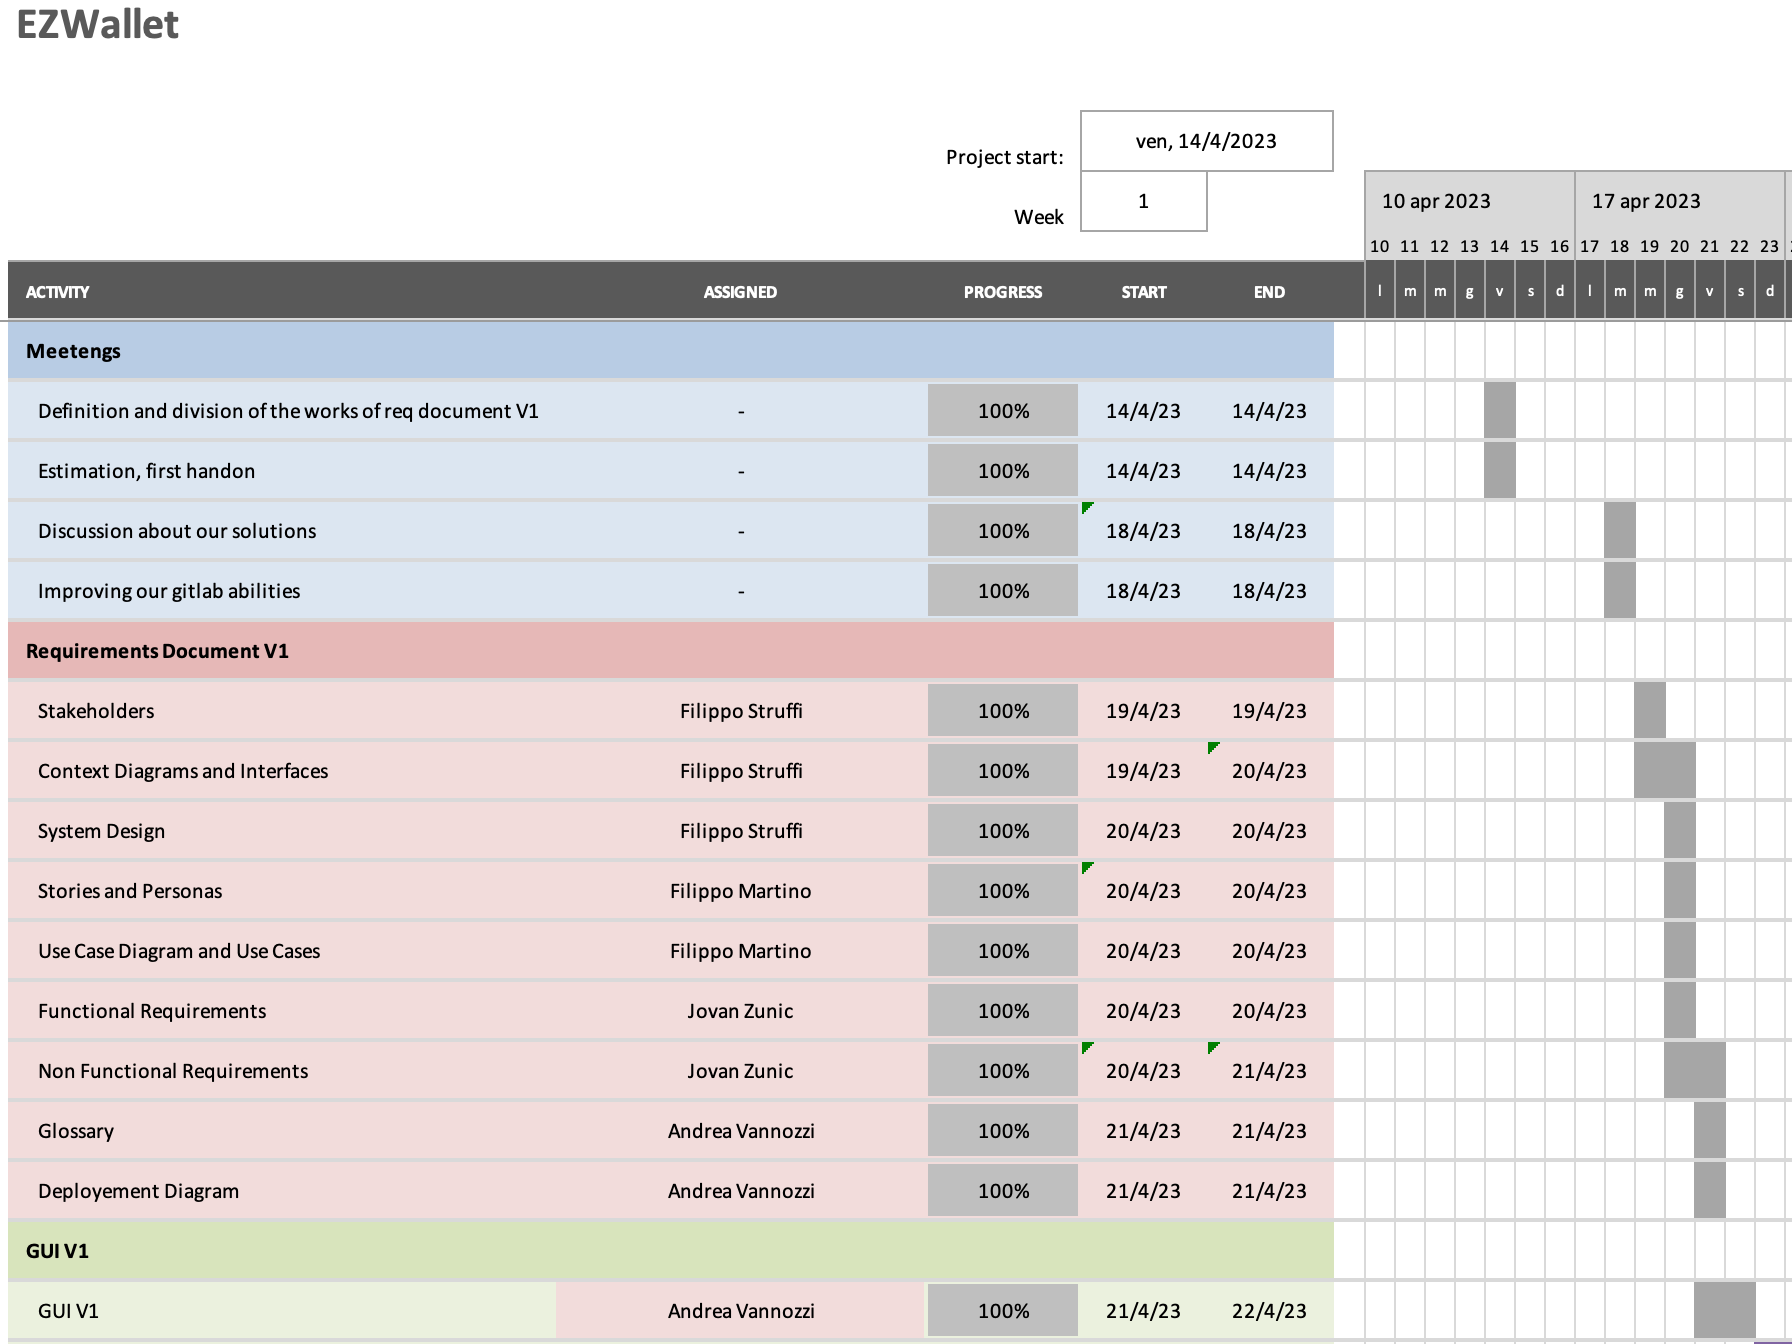 EZWallet
Project start: ven, 14/4/2023
Week 1
10 apr 2023 17 apr 2023
10 11 12 13 14 15 16 17 18 19 20 21 22 23
ACTIVITY ASSIGNED PROGRESS START END l m m g v s d l m m g v s d
Meetengs
Definition and division of the works of req document V1 - 100% 14/4/23 14/4/23
Estimation, first handon - 100% 14/4/23 14/4/23
Discussion about our solutions - 100% 18/4/23 18/4/23
Improving our gitlab abilities - 100% 18/4/23 18/4/23
Requirements Document V1
Stakeholders Filippo Struffi 100% 19/4/23 19/4/23
Context Diagrams and Interfaces Filippo Struffi 100% 19/4/23 20/4/23
System Design Filippo Struffi 100% 20/4/23 20/4/23
Stories and Personas Filippo Martino 100% 20/4/23 20/4/23
Use Case Diagram and Use Cases Filippo Martino 100% 20/4/23 20/4/23
Functional Requirements Jovan Zunic 100% 20/4/23 20/4/23
Non Functional Requirements Jovan Zunic 100% 20/4/23 21/4/23
Glossary Andrea Vannozzi 100% 21/4/23 21/4/23
Deployement Diagram Andrea Vannozzi 100% 21/4/23 21/4/23
GUI V1
GUI V1 Andrea Vannozzi 100% 21/4/23 22/4/23